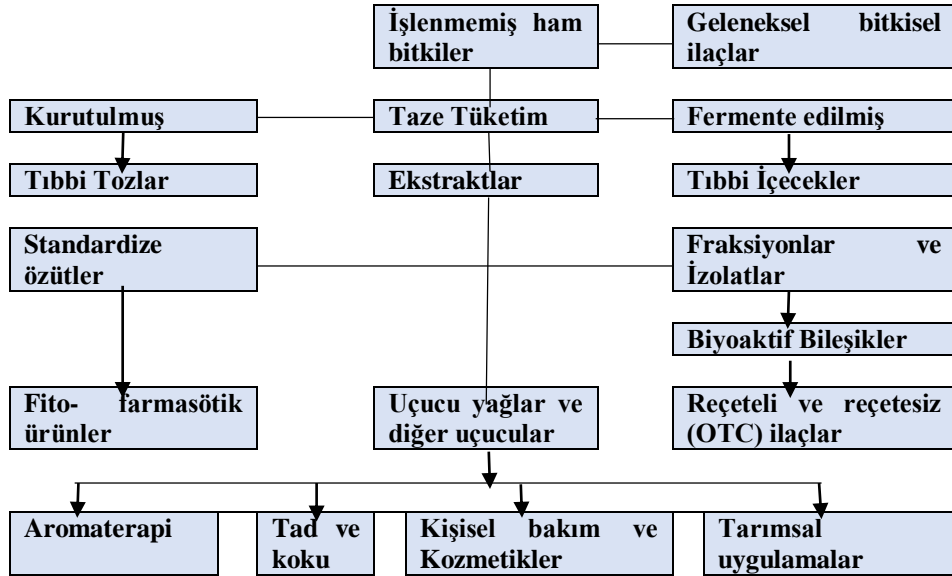 İşlenmemiş ham
bitkiler
Geleneksel bitkisel
ilaçlar
Kurutulmuş
Taze Tüketim
Fermente edilmiş
Tıbbi Tozlar
Ekstraktlar
Tıbbi İçecekler
Standardize
özütler
Fraksiyonlar ve
İzolatlar
Biyoaktif Bileşikler
Fito- farmasötik
ürünler
Uçucu yağlar ve
diğer uçucular
Reçeteli ve reçetesiz
(OTC) ilaçlar
Aromaterapi
Tad ve
koku
Kişisel bakım ve
Kozmetikler
Tarımsal
uygulamalar